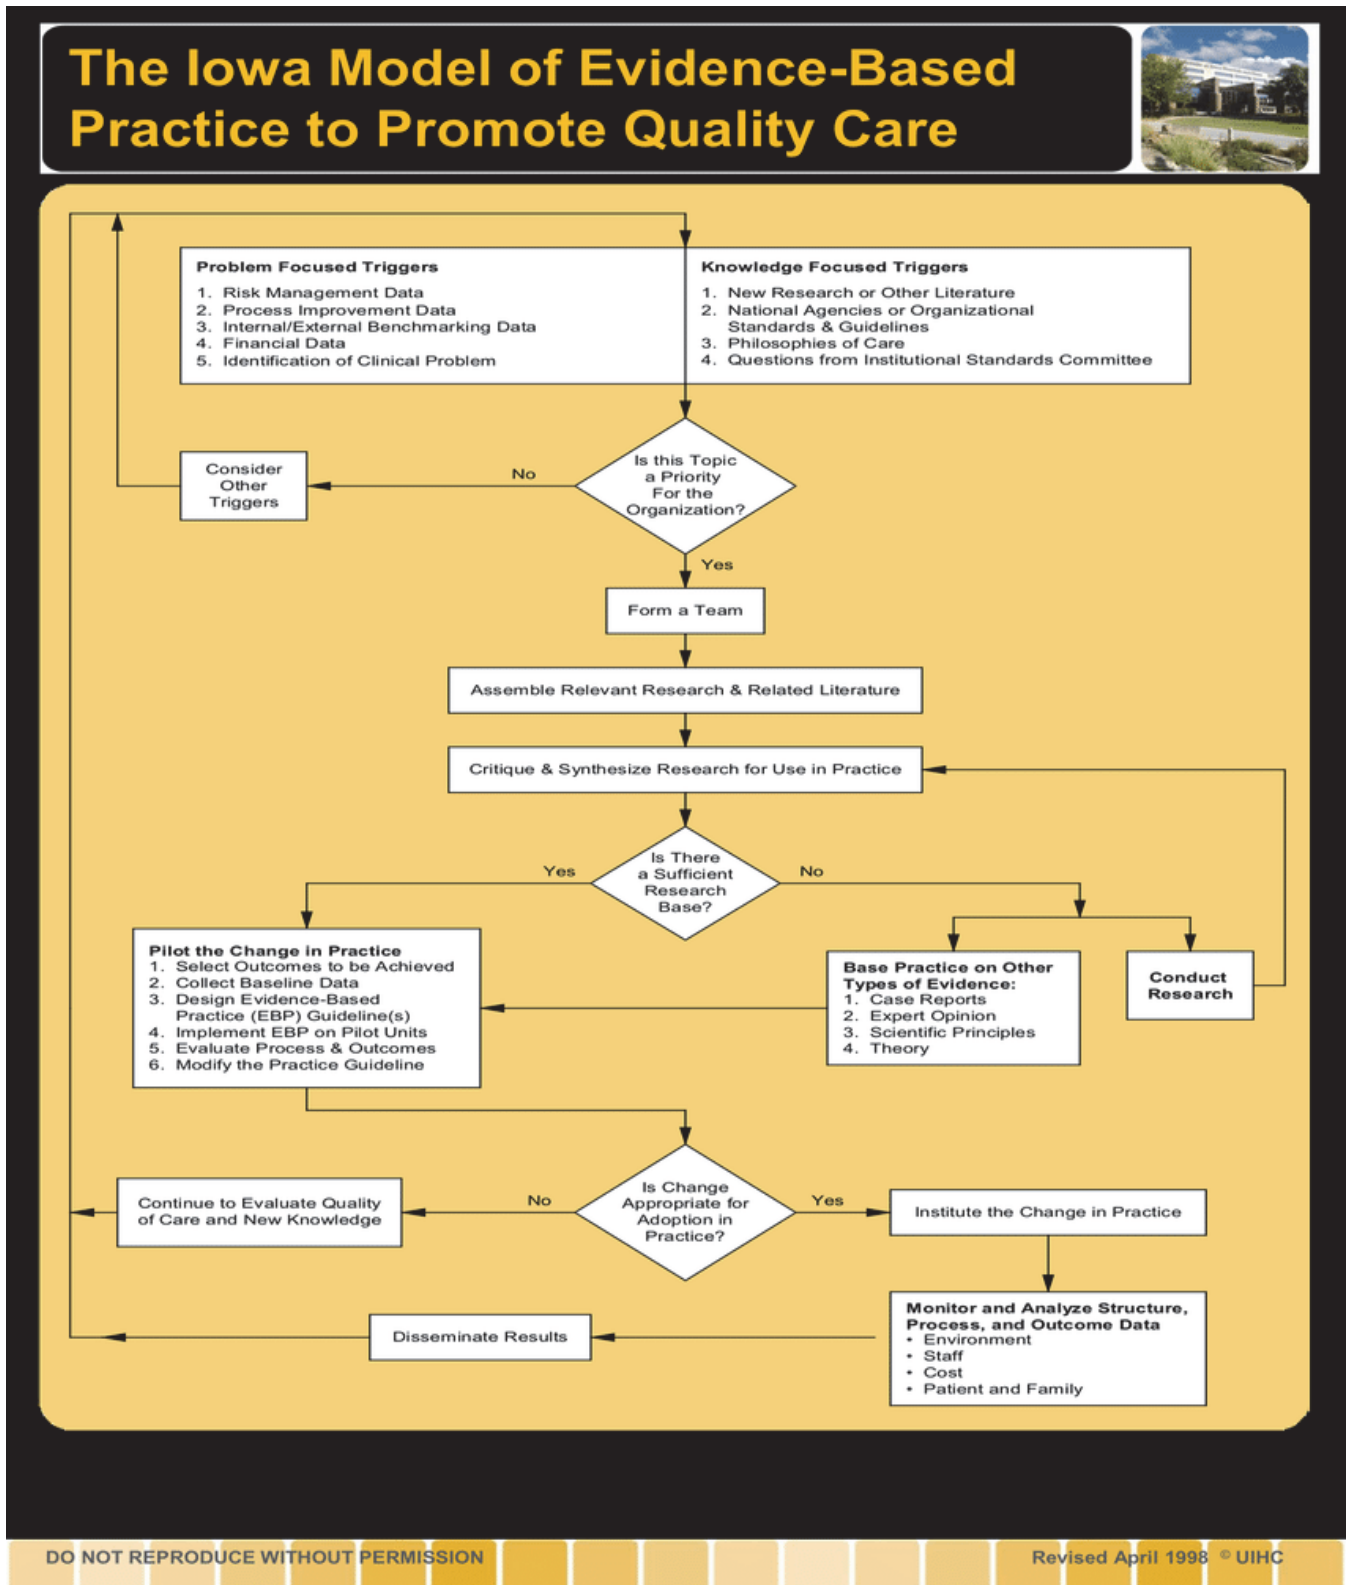 The Iowa Model of Evidence-Based
Practice to Promote Quality Care
Problem Focused Triggers
1. Risk Management Data
2. Process Improvement Data
3. Internal/External Benchmarking Data
4. Financial Data
5. Identification of Clinical Problem
Knowledge Focused Triggers
1. New Research or Other Literature
2. National Agencies or Organizational
Standards & Guidelines
3. Philosophies of Care
4. Questions from Institutional Standards Committee
Consider
Other
Triggers
No
Is this Topic
a Priority
For the
Organization?
Yes
Form a Team
Assemble Relevant Research & Related Literature
Critique & Synthesize Research for Use in Practice
Yes
Is There
a Sufficient
Research
Base?
No
Pilot the Change in Practice
1. Select Outcomes to be Achieved
2. Collect Baseline Data
3. Design Evidence-Based
Practice (EBP) Guideline(s)
4. Implement EBP on Pilot Units
5. Evaluate Process & Outcomes
6. Modify the Practice Guideline
Base Practice on Other
Types of Evidence:
1. Case Reports
2. Expert Opinion
3. Scientific Principles
4. Theory
Conduct
Research
Continue to Evaluate Quality
of Care and New Knowledge
No
Is Change
Appropriate for
Adoption in
Practice?
Yes
Institute the Change in Practice
Disseminate Results
Monitor and Analyze Structure,
Process, and Outcome Data
• Environment
• Staff
• Cost
• Patient and Family
DO NOT REPRODUCE WITHOUT PERMISSION
Revised April 1998 © UIHC